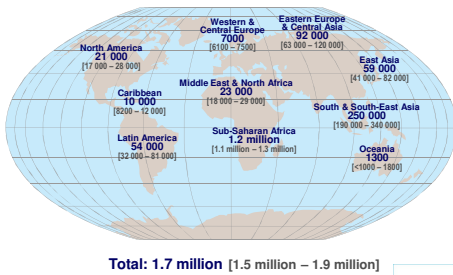 Western &
Central Europe
7000
[6100 – 7500]
Eastern Europe
& Central Asia
92 000
[63 000 – 120 000]
North America
21 000
[17 000 – 28 000]
East Asia
59 000
[41 000 – 82 000]
Middle East & North Africa
23 000
[18 000 – 29 000]
Caribbean
10 000
[8200 – 12 000]
South & South-East Asia
250 000
[190 000 – 340 000]
Sub-Saharan Africa
1.2 million
[1.1 million – 1.3 million]
Latin America
54 000
[32 000 – 81 000]
Oceania
1300
[<1000 – 1800]
Total: 1.7 million [1.5 million – 1.9 million]